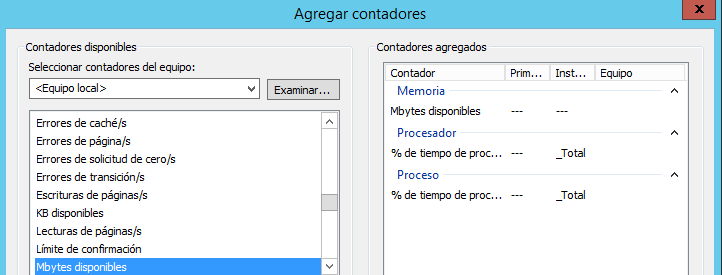 Agregar contadores
x
Contadores disponibles
Seleccionar contadores del equipo:
<Equipo local>
Examinar...
Errores de caché/s
Errores de página/s
Errores de solicitud de cero/s
Errores de transición/s
Escrituras de páginas/s
KB disponibles
Lecturas de páginas/s
Límite de confirmación
Mbytes disponibles
Contadores agregados
Contador Prim... Inst... Equipo
Memoria
Mbytes disponibles --- ---
Procesador
% de tiempo de proc... --- _Total
Proceso
% de tiempo de proc... --- _Total